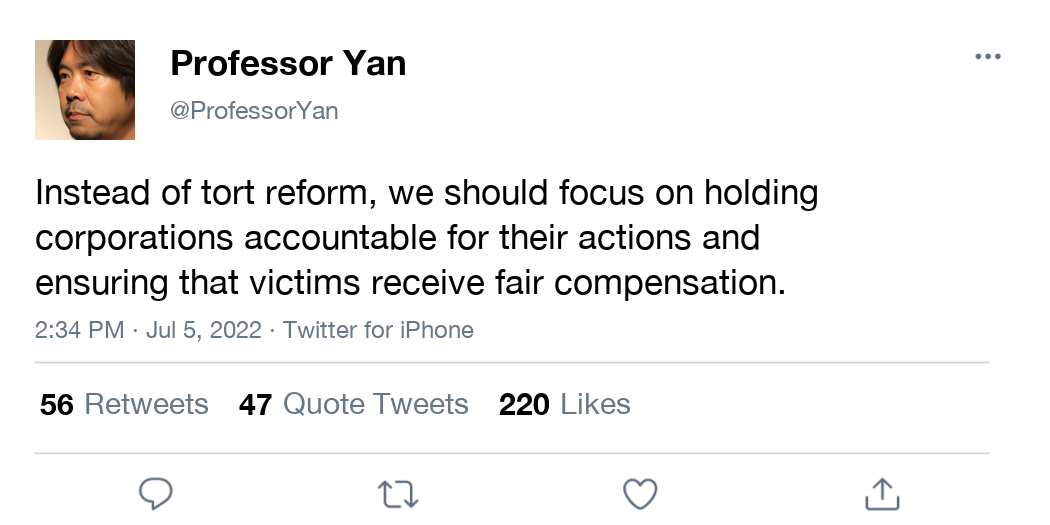 Professor Yan
@ProfessorYan
Instead of tort reform, we should focus on holding
corporations accountable for their actions and
ensuring that victims receive fair compensation.
2:34 PM · Jul 5, 2022 · Twitter for iPhone
56 Retweets 47 Quote Tweets 220 Likes